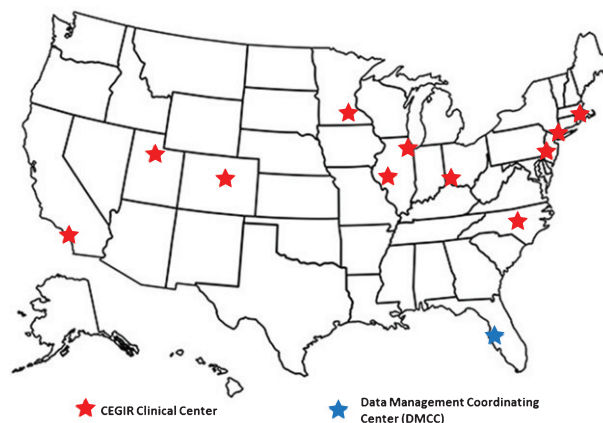 CEGIR Clinical Center
Data Management Coordinating
Center (DMCC)